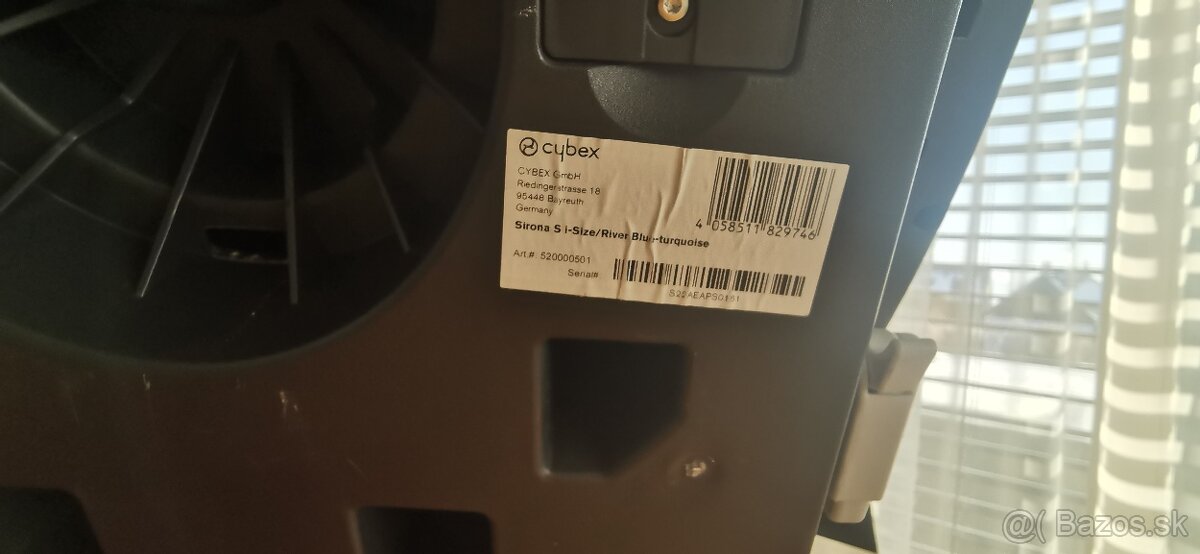 cybex
CYBEX GmbH
Riedingerstrasse 18
95448 Bayreuth
Germany
4 058511 829746
Sirona S i-Size/River Blue-turquoise
Art.#: 520000501
Serial#
@( Bazos.sk